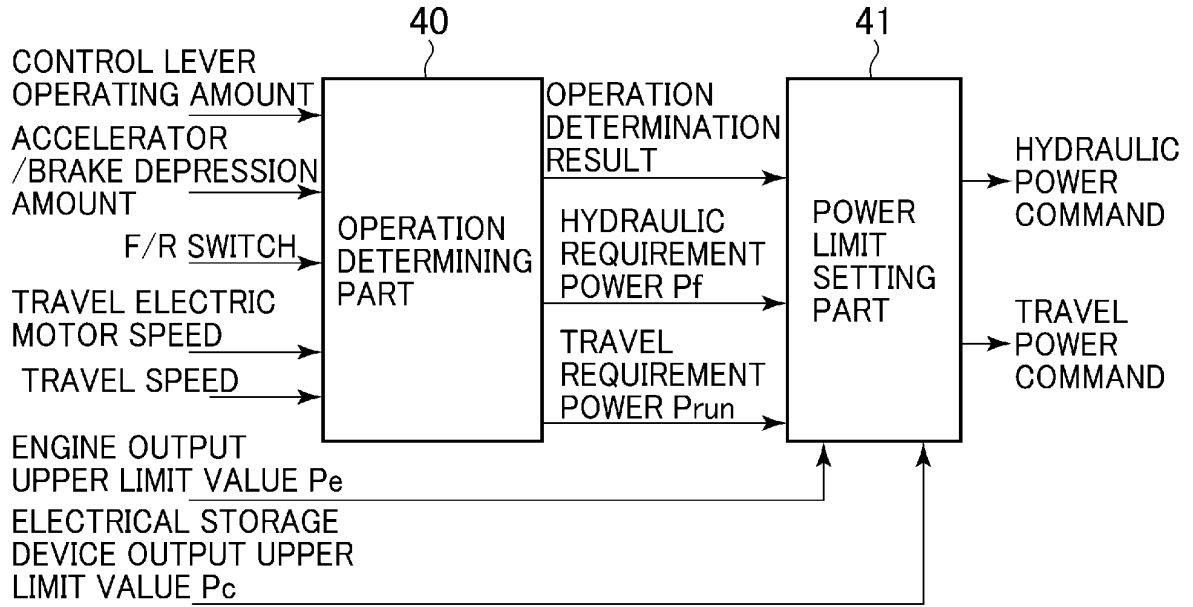 40
41
CONTROL LEVER
OPERATING AMOUNT
ACCELERATOR
/BRAKE DEPRESSION
AMOUNT
F/R SWITCH
TRAVEL ELECTRIC
MOTOR SPEED
TRAVEL SPEED
ENGINE OUTPUT
UPPER LIMIT VALUE Pe
ELECTRICAL STORAGE
DEVICE OUTPUT UPPER
LIMIT VALUE Pc
OPERATION
DETERMINING
PART
OPERATION
DETERMINATION
RESULT
HYDRAULIC
REQUIREMENT
POWER Pf
TRAVEL
REQUIREMENT
POWER Prun
POWER
LIMIT
SETTING
PART
HYDRAULIC
POWER
COMMAND
TRAVEL
POWER
COMMAND